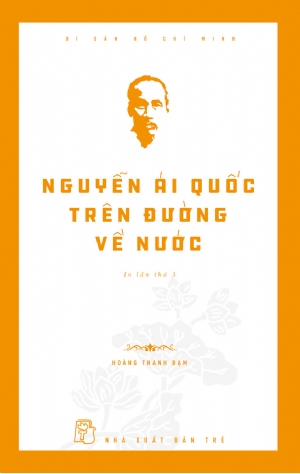 DI SẢN HỒ CHÍ MINH
NGUYỄN ÁI QUỐC
TRÊN ĐƯỜNG
VỀ NƯỚC
In lần thứ 3
HOÀNG THANH ĐẠM
NHÀ XUẤT BẢN TRẺ